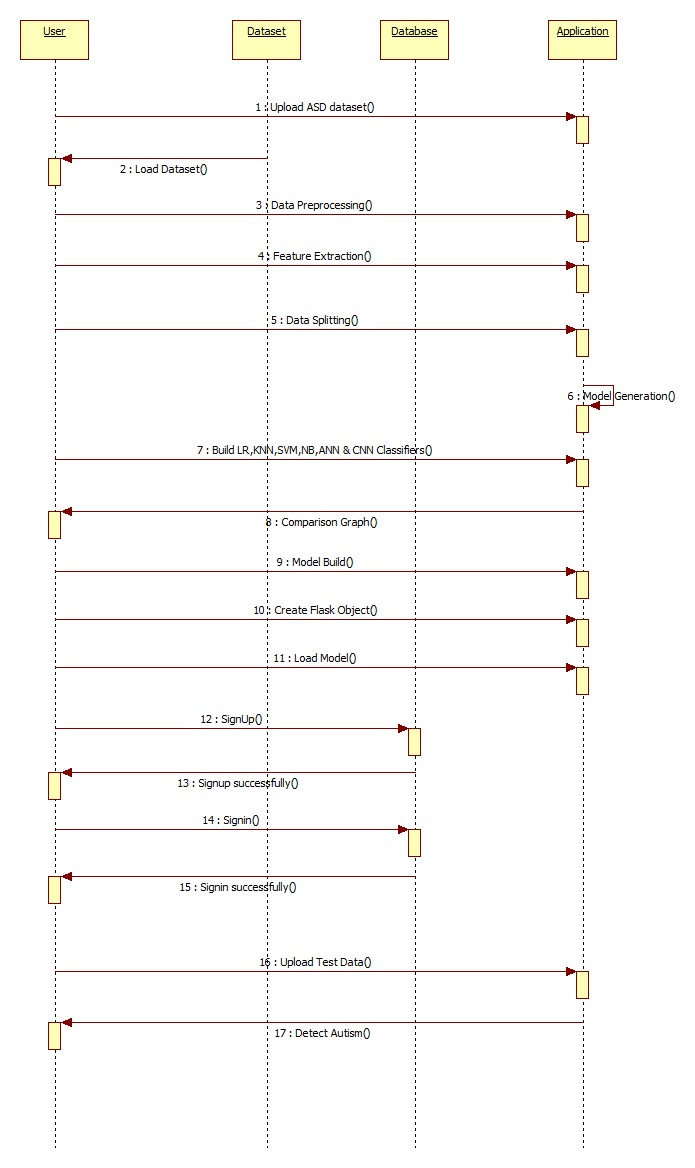 User
Dataset
Database
Application
1 : Upload ASD dataset()
2 : Load Dataset()
3 : Data Preprocessing()
4 : Feature Extraction()
5 : Data Splitting()
6 : Model Generation()
7 : Build LR,KNN,SVM,NB,ANN & CNN Classifiers()
8 : Comparison Graph()
9 : Model Build()
10 : Create Flask Object()
11 : Load Model()
12 : SignUp()
13 : Signup successfully()
14 : Signin()
15 : Signin successfully()
16 : Upload Test Data()
17 : Detect Autism()